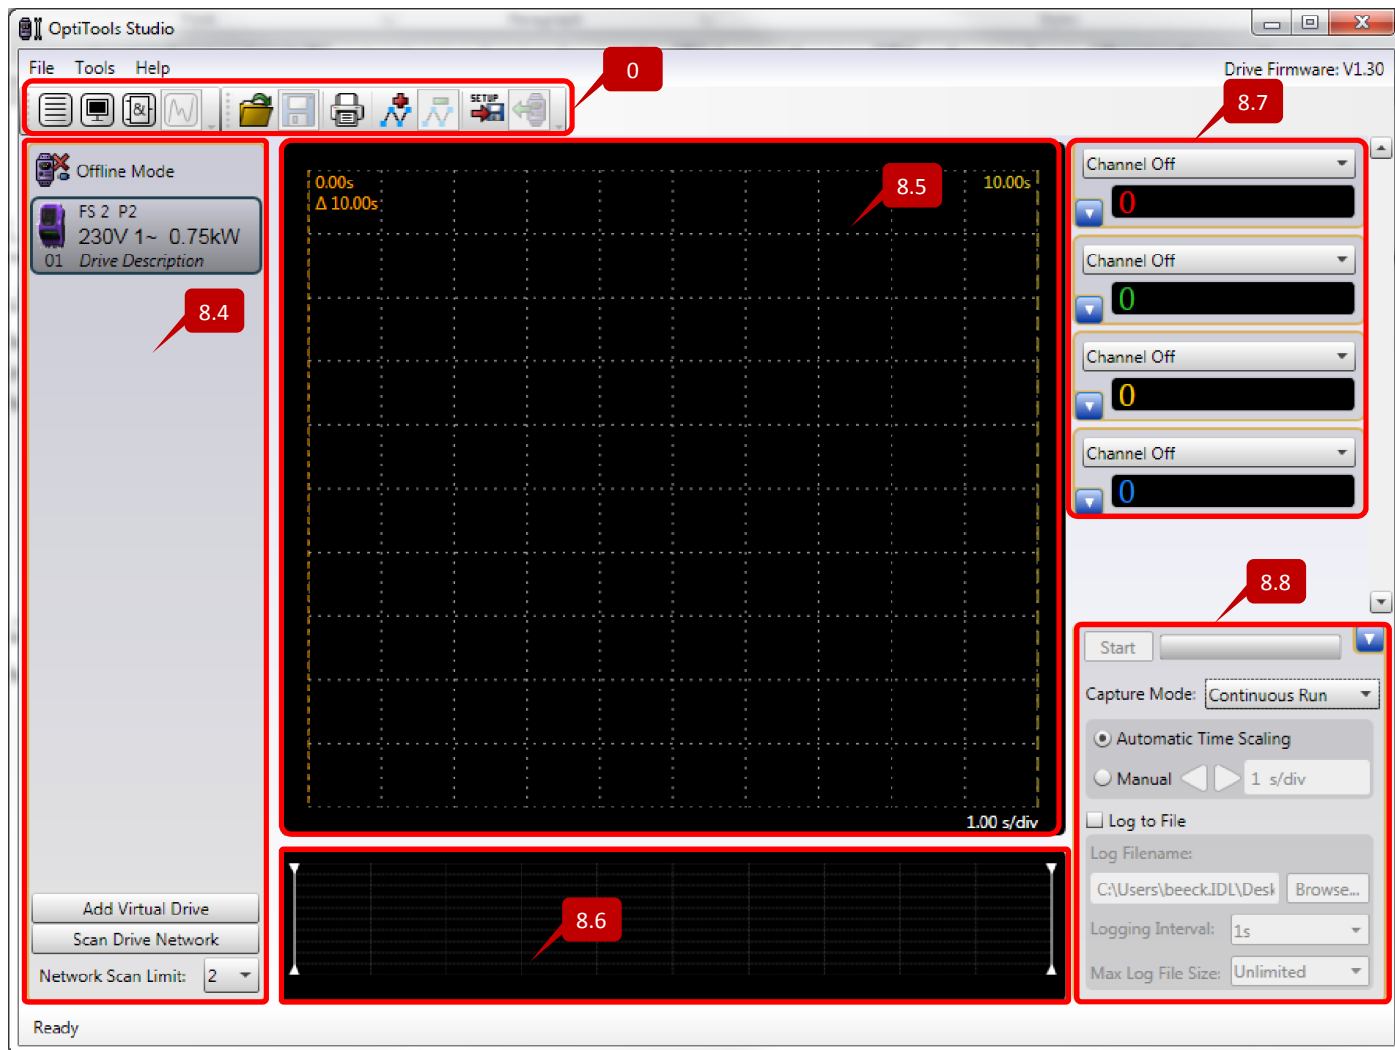 OptiTools Studio
File Tools Help
Drive Firmware: V1.30
0
SETUP
&
8.7
Offline Mode
FS 2 P2
230V 1~ 0.75kW
01 Drive Description
8.4
0.00s
Δ 10.00s
10.00s
8.5
1.00 s/div
Channel Off
0
Channel Off
0
Channel Off
0
Channel Off
0
8.8
Start
Capture Mode: Continuous Run
Automatic Time Scaling
Manual 1 s/div
Log to File
Log Filename:
C:\Users\beeck.IDL\Desk Browse...
Logging Interval: 1s
Max Log File Size: Unlimited
8.6
Add Virtual Drive
Scan Drive Network
Network Scan Limit: 2
Ready